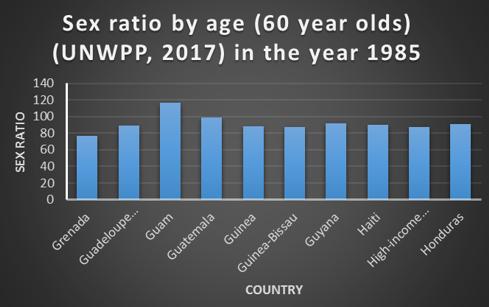 Sex ratio by age (60 year olds)
(UNWPP, 2017) in the year 1985
SEX RATIO
140
120
100
80
60
40
20
0
Grenada
Guadeloupe...
Guam
Guatemala
Guinea
Guinea-Bissau
Guyana
Haiti
High-income...
Honduras
COUNTRY